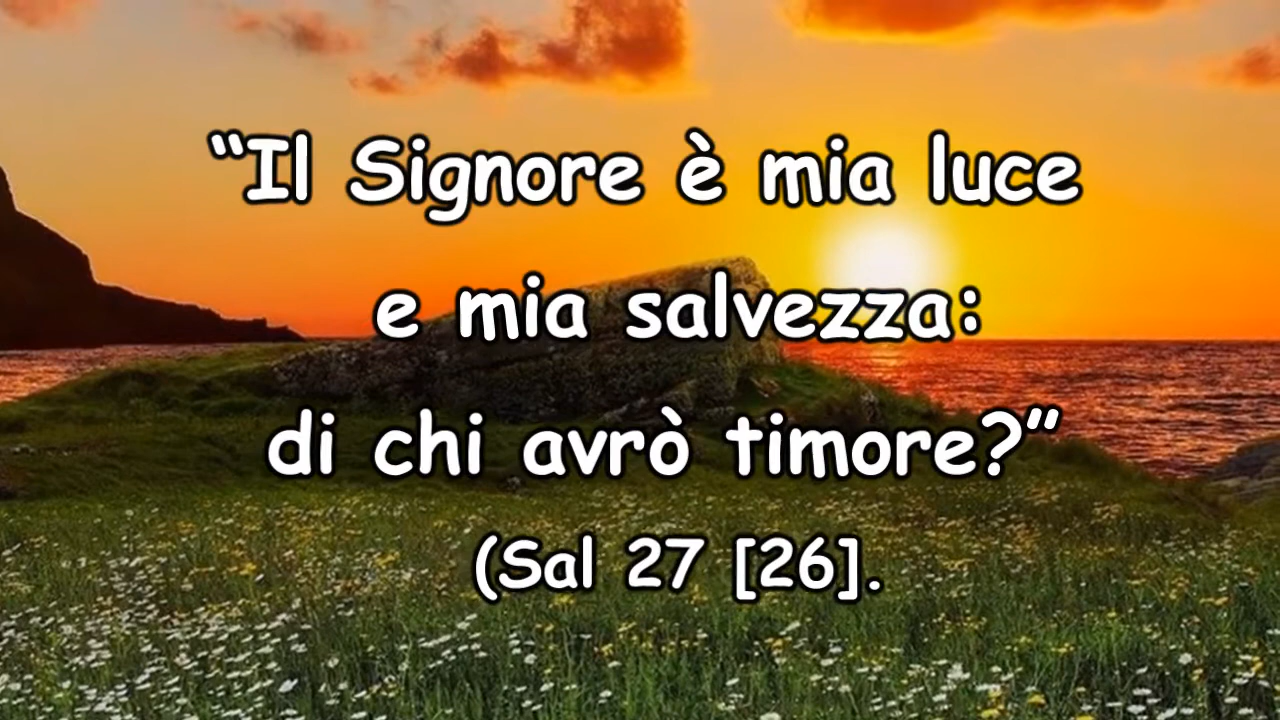 “Il Signore è mia luce
e mia salvezza:
di chi avrò timore?”
(Sal 27 [26].